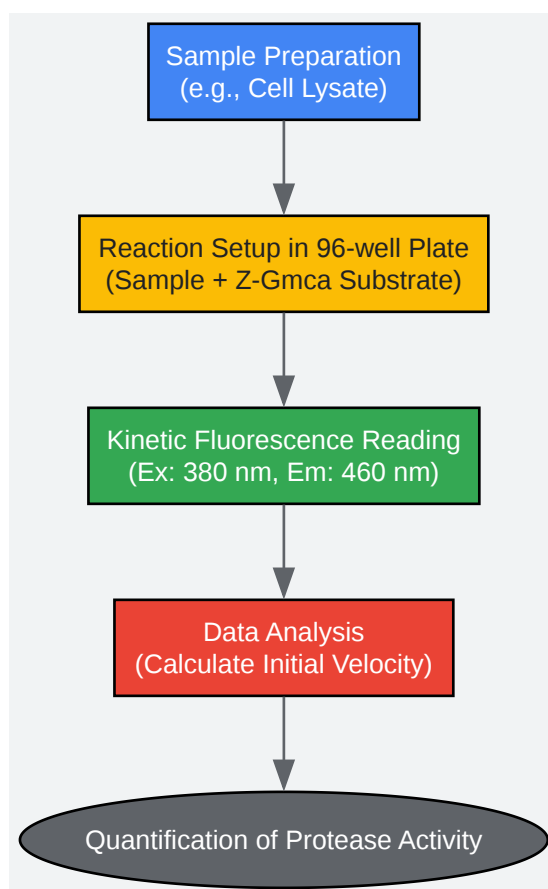 Sample Preparation
(e.g., Cell Lysate)
Reaction Setup in 96-well Plate
(Sample + Z-Gmca Substrate)
Kinetic Fluorescence Reading
(Ex: 380 nm, Em: 460 nm)
Data Analysis
(Calculate Initial Velocity)
Quantification of Protease Activity